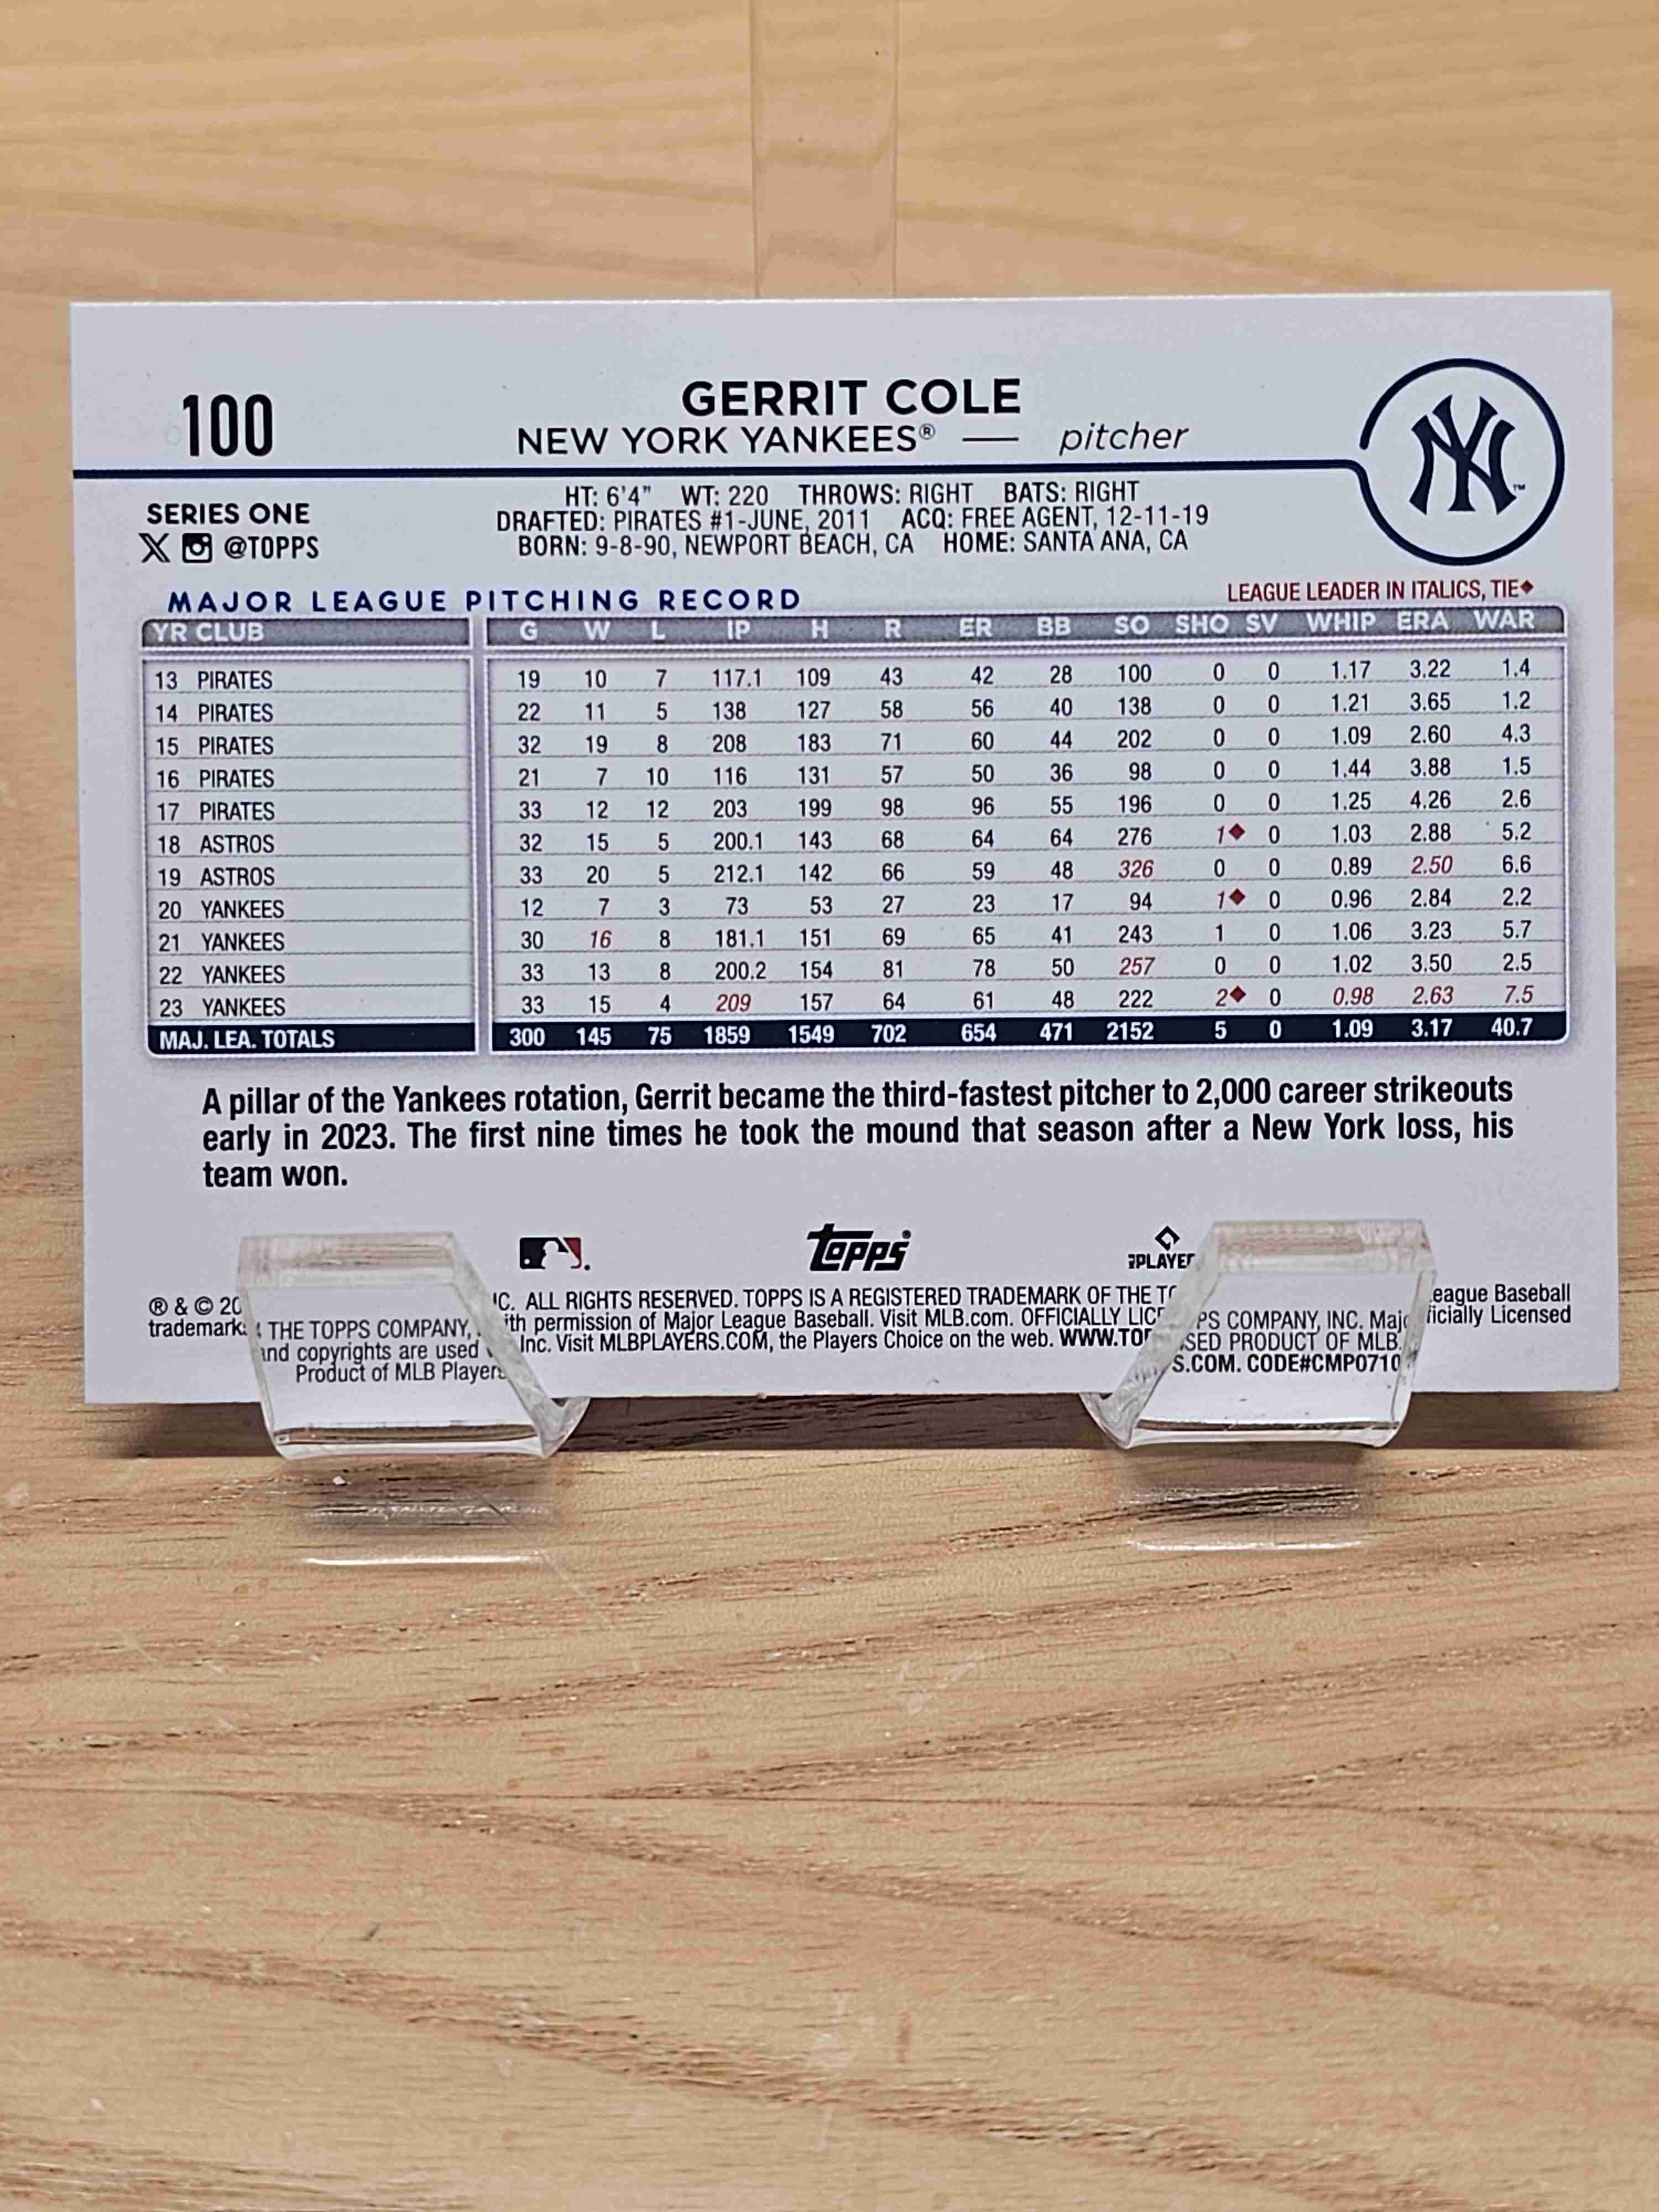 100
GERRIT COLE
NEW YORK YANKEES® — pitcher
NY™
SERIES ONE
X @TOPPS
HT: 6'4" WT: 220 THROWS: RIGHT BATS: RIGHT
DRAFTED: PIRATES #1-JUNE, 2011 ACQ: FREE AGENT, 12-11-19
BORN: 9-8-90, NEWPORT BEACH, CA HOME: SANTA ANA, CA
MAJOR LEAGUE PITCHING RECORD LEAGUE LEADER IN ITALICS, TIE♦
YR CLUB G W L IP H R ER BB SO SHO SV WHIP ERA WAR
13 PIRATES 19 10 7 117.1 109 43 42 28 100 0 0 1.17 3.22 1.4
14 PIRATES 22 11 5 138 127 58 56 40 138 0 0 1.21 3.65 1.2
15 PIRATES 32 19 8 208 183 71 60 44 202 0 0 1.09 2.60 4.3
16 PIRATES 21 7 10 116 131 57 50 36 98 0 0 1.44 3.88 1.5
17 PIRATES 33 12 12 203 199 98 96 55 196 0 0 1.25 4.26 2.6
18 ASTROS 32 15 5 200.1 143 68 64 64 276 1♦ 0 1.03 2.88 5.2
19 ASTROS 33 20 5 212.1 142 66 59 48 326 0 0 0.89 2.50 6.6
20 YANKEES 12 7 3 73 53 27 23 17 94 1♦ 0 0.96 2.84 2.2
21 YANKEES 30 16 8 181.1 151 69 65 41 243 1 0 1.06 3.23 5.7
22 YANKEES 33 13 8 200.2 154 81 78 50 257 0 0 1.02 3.50 2.5
23 YANKEES 33 15 4 209 157 64 61 48 222 2♦ 0 0.98 2.63 7.5
MAJ. LEA. TOTALS 300 145 75 1859 1549 702 654 471 2152 5 0 1.09 3.17 40.7
A pillar of the Yankees rotation, Gerrit became the third-fastest pitcher to 2,000 career strikeouts
early in 2023. The first nine times he took the mound that season after a New York loss, his
team won.
topps®
® & © THE TOPPS COMPANY, ALL RIGHTS RESERVED. TOPPS IS A REGISTERED TRADEMARK OF THE COMPANY, INC. Baseball
and copyrights are used permission of Major League Baseball. Visit MLB.com. OFFICIALLY PRODUCT OF MLB. Licensed
Product of MLB Inc. Visit MLBPLAYERS.COM, the Players Choice on the web. CODE#CMP0710